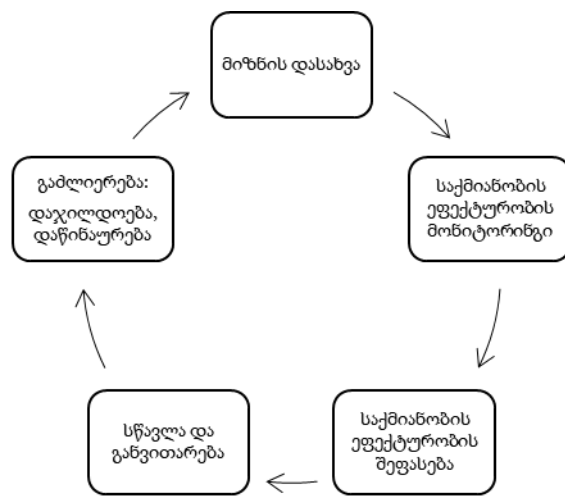 მიზნის დასახვა
საქმიანობის
ეფექტურობის
მონიტორინგი
საქმიანობის
ეფექტურობის
შეფასება
სწავლა და
განვითარება
გაძლიერება:
დაჯილდოება,
დაწინაურება